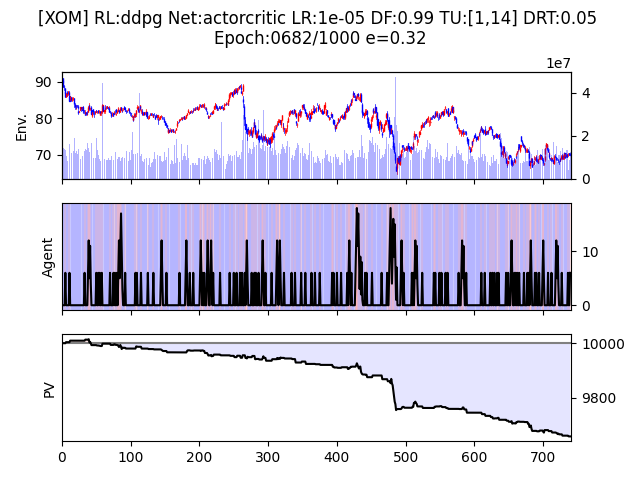 [XOM] RL:ddpg Net:actorcritic LR:1e-05 DF:0.99 TU:[1,14] DRT:0.05
Epoch:0682/1000 e=0.32
1e7
Env.
90
80
70
4
2
0
Agent
10
0
PV
10000
9800
0 100 200 300 400 500 600 700